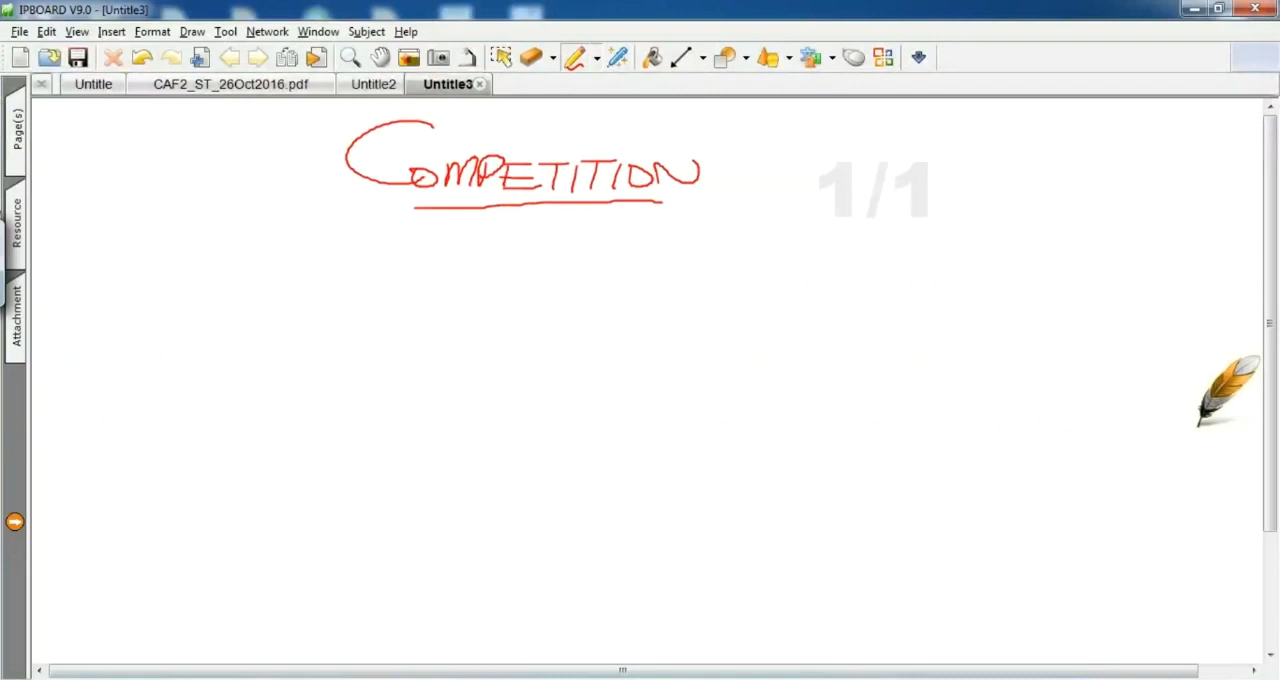 IPBOARD V9.0 - [Untitle3]
File Edit View Insert Format Draw Tool Network Window Subject Help
Untitle CAF2_ST_26Oct2016.pdf Untitle2 Untitle3
Page(s)
Resource
Attachment
COMPETITION
1/1